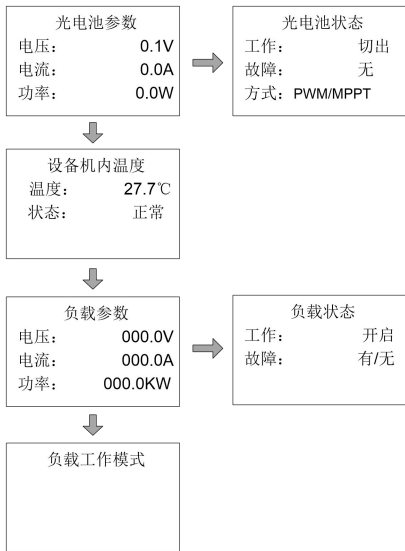 光电池参数
电压： 0.1V
电流： 0.0A
功率： 0.0W
光电池状态
工作： 切出
故障： 无
方式：PWM/MPPT
设备机内温度
温度： 27.7℃
状态： 正常
负载参数
电压： 000.0V
电流： 000.0A
功率： 000.0KW
负载状态
工作： 开启
故障： 有/无
负载工作模式